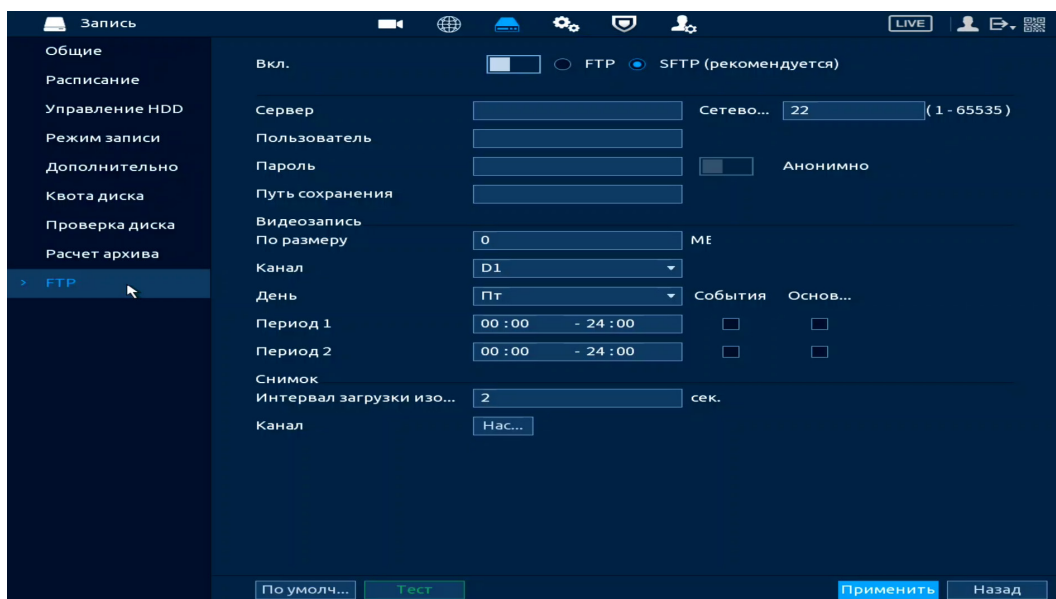 Запись LIVE
Общие
Расписание
Управление HDD
Режим записи
Дополнительно
Квота диска
Проверка диска
Расчет архива
> FTP
Вкл. FTP SFTP (рекомендуется)
Сервер Сетево... 22 (1 - 65535)
Пользователь
Пароль Анонимно
Путь сохранения
Видеозапись
По размеру 0 МБ
Канал D1
День Пт События Основ...
Период 1 00 :00 - 24 :00
Период 2 00 :00 - 24 :00
Снимок
Интервал загрузки изо... 2 сек.
Канал Нас...
По умолч... Тест Применить Назад